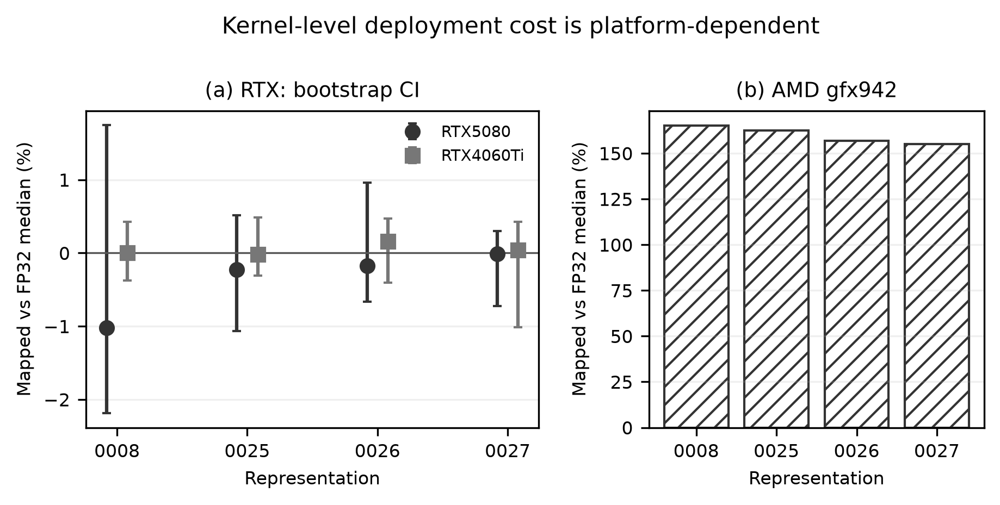 Kernel-level deployment cost is platform-dependent
(a) RTX: bootstrap CI
Mapped vs FP32 median (%)
1
0
−1
−2
RTX5080
RTX4060Ti
0008 0025 0026 0027
Representation
(b) AMD gfx942
Mapped vs FP32 median (%)
150
125
100
75
50
25
0
0008 0025 0026 0027
Representation